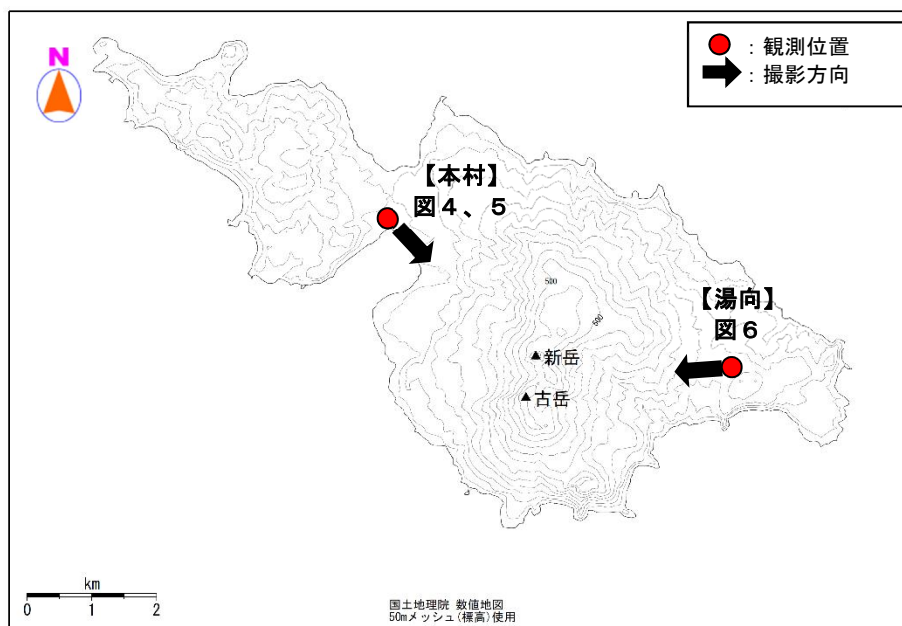 N
：観測位置
：撮影方向
【本村】
図４、５
500
500
【湯向】
図６
新岳
古岳
km
0 1 2
国土地理院 数値地図
50mメッシュ(標高)使用